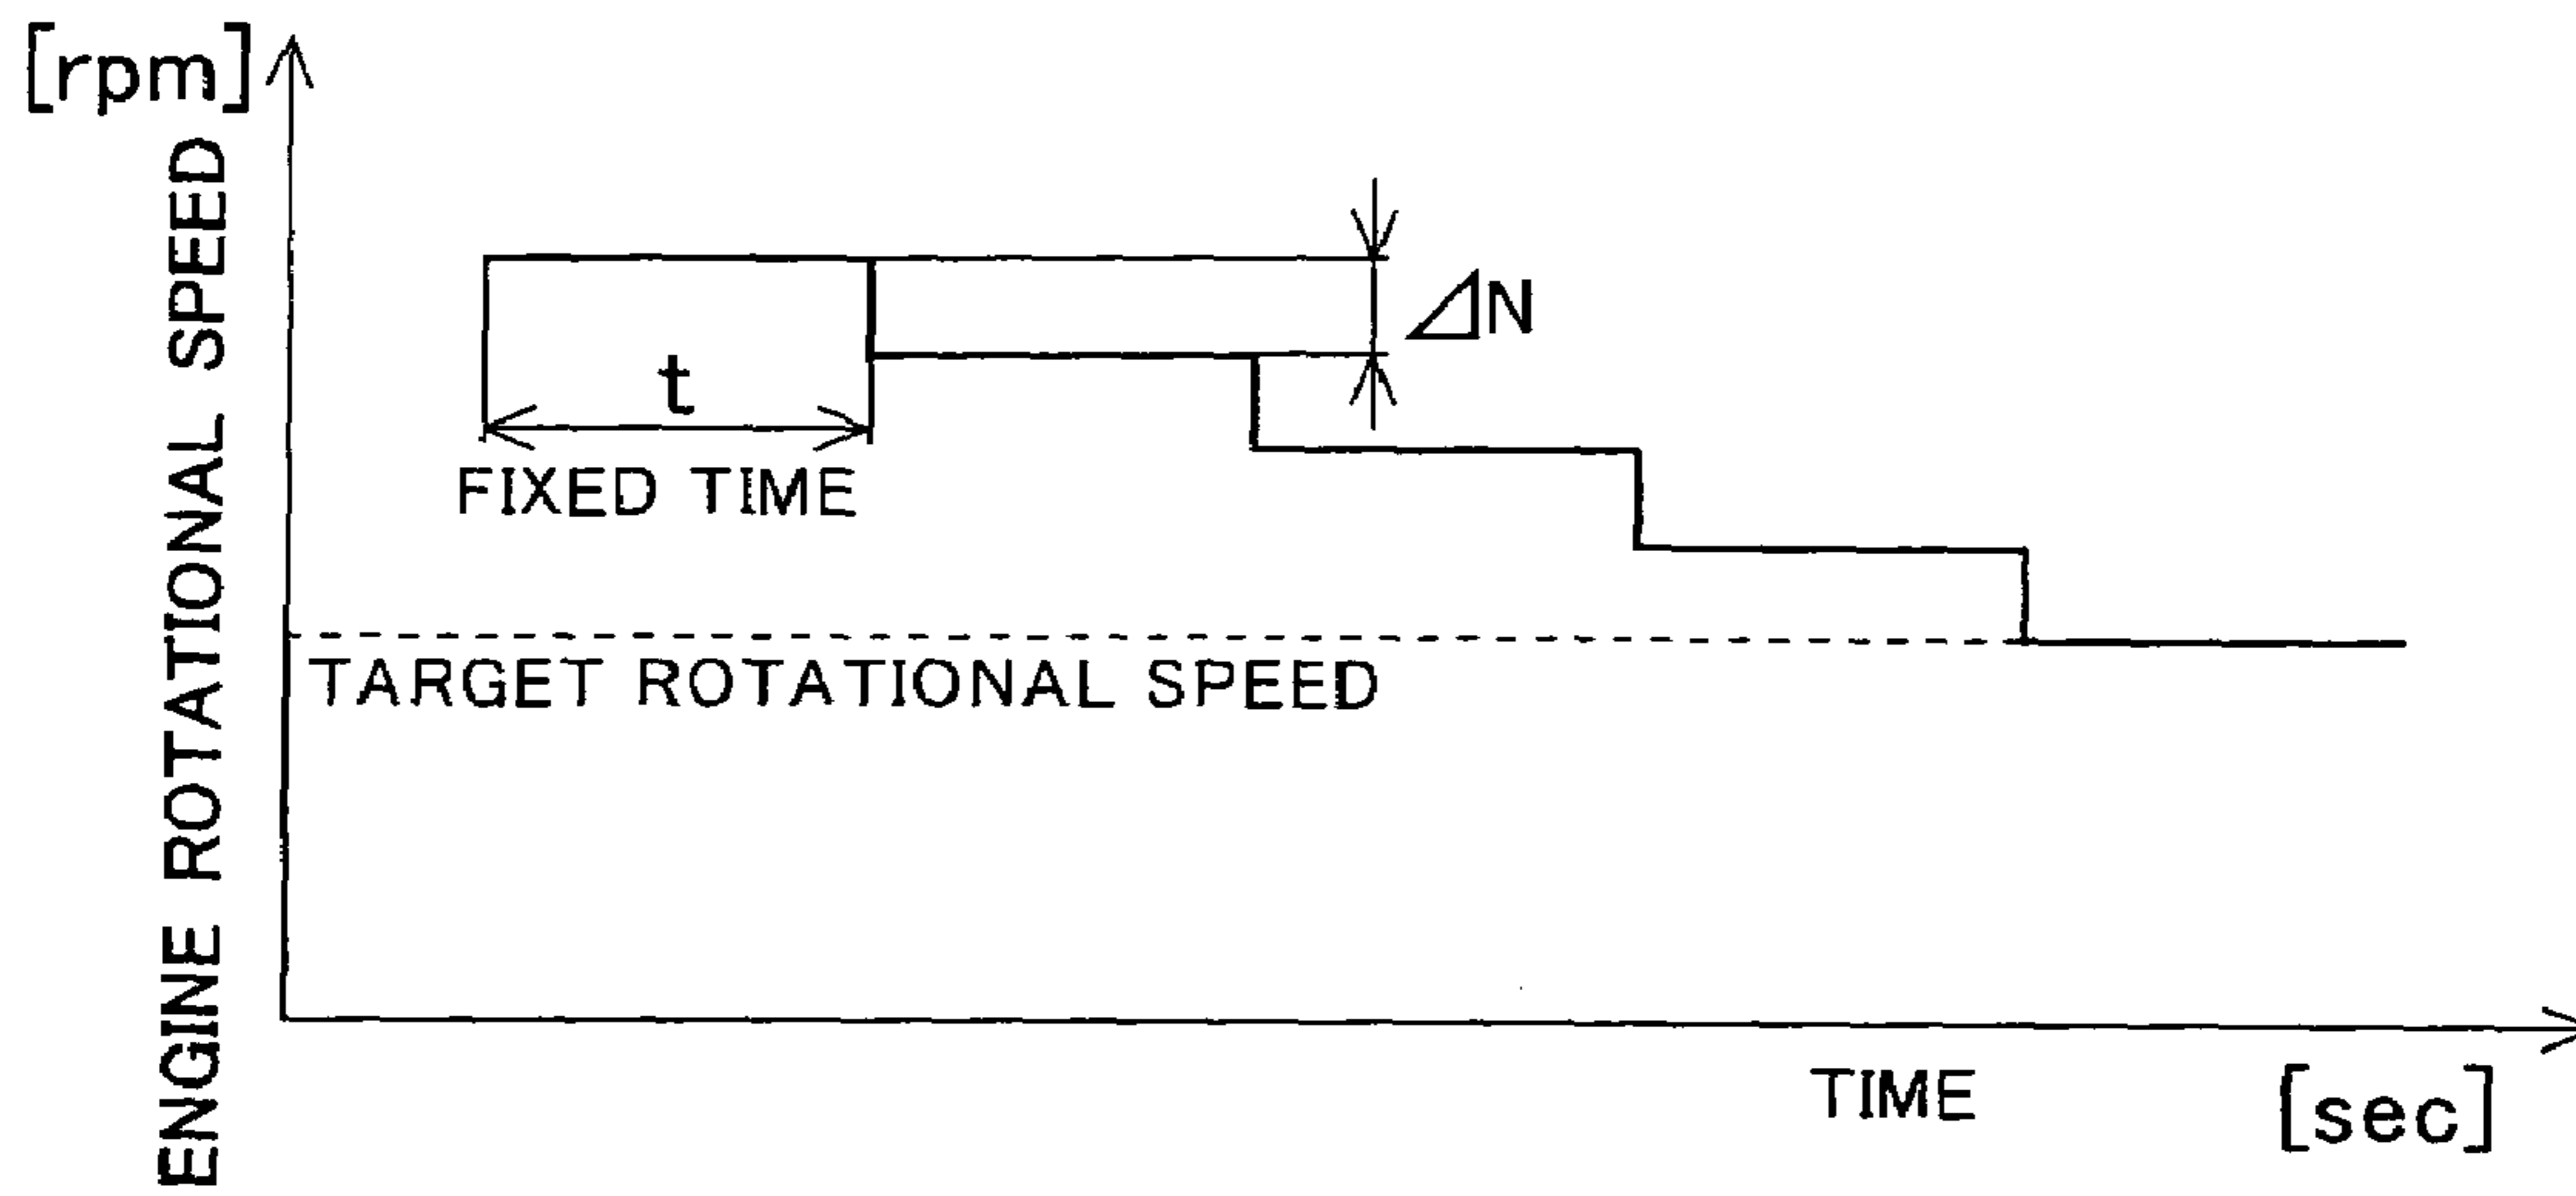 [rpm]
ENGINE ROTATIONAL SPEED
⊿N
t
FIXED TIME
TARGET ROTATIONAL SPEED
TIME
[sec]